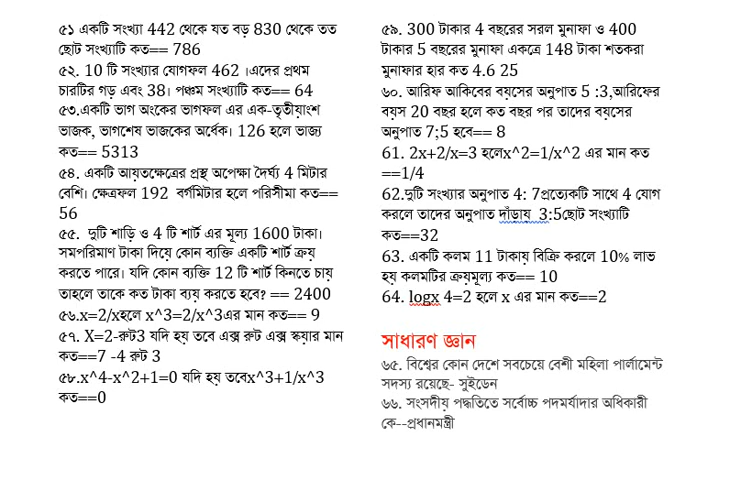 ৫১ একটি সংখ্যা 442 থেকে যত বড় 830 থেকে তত
ছোট সংখ্যাটি কত== 786
৫২. 10 টি সংখ্যার যোগফল 462 ।এদের প্রথম
চারটির গড় এবং 38। পঞ্চম সংখ্যাটি কত== 64
৫৩.একটি ভাগ অংকের ভাগফল এর এক-তৃতীয়াংশ
ভাজক, ভাগশেষ ভাজকের অর্ধেক। 126 হলে ভাজ্য
কত== 5313
৫৪. একটি আয়তক্ষেত্রের প্রস্থ অপেক্ষা দৈর্ঘ্য 4 মিটার
বেশি। ক্ষেত্রফল 192 বর্গমিটার হলে পরিসীমা কত==
56
৫৫. দুটি শাড়ি ও 4 টি শার্ট এর মূল্য 1600 টাকা।
সমপরিমাণ টাকা দিয়ে কোন ব্যক্তি একটি শার্ট ক্রয়
করতে পারে। যদি কোন ব্যক্তি 12 টি শার্ট কিনতে চায়
তাহলে তাকে কত টাকা ব্যয় করতে হবে? == 2400
৫৬.x=2/xহলে x^3=2/x^3এর মান কত== 9
৫৭. X=2-রুট3 যদি হয় তবে এক্স রুট এক্স স্কয়ার মান
কত==7 -4 রুট 3
৫৮.x^4-x^2+1=0 যদি হয় তবেx^3+1/x^3
কত==0
৫৯. 300 টাকার 4 বছরের সরল মুনাফা ও 400
টাকার 5 বছরের মুনাফা একত্রে 148 টাকা শতকরা
মুনাফার হার কত 4.6 25
৬০. আরিফ আকিবের বয়সের অনুপাত 5 :3,আরিফের
বয়স 20 বছর হলে কত বছর পর তাদের বয়সের
অনুপাত 7;5 হবে== 8
61. 2x+2/x=3 হলেx^2=1/x^2 এর মান কত
==1/4
62.দুটি সংখ্যার অনুপাত 4: 7প্রত্যেকটি সাথে 4 যোগ
করলে তাদের অনুপাত দাঁড়ায় 3:5ছোট সংখ্যাটি
কত==32
63. একটি কলম 11 টাকায় বিক্রি করলে 10% লাভ
হয় কলমটির ক্রয়মূল্য কত== 10
64. logx 4=2 হলে x এর মান কত==2
সাধারণ জ্ঞান
৬৫. বিশ্বের কোন দেশে সবচেয়ে বেশী মহিলা পার্লামেন্ট
সদস্য রয়েছে- সুইডেন
৬৬. সংসদীয় পদ্ধতিতে সর্বোচ্চ পদমর্যাদার অধিকারী
কে--প্রধানমন্ত্রী